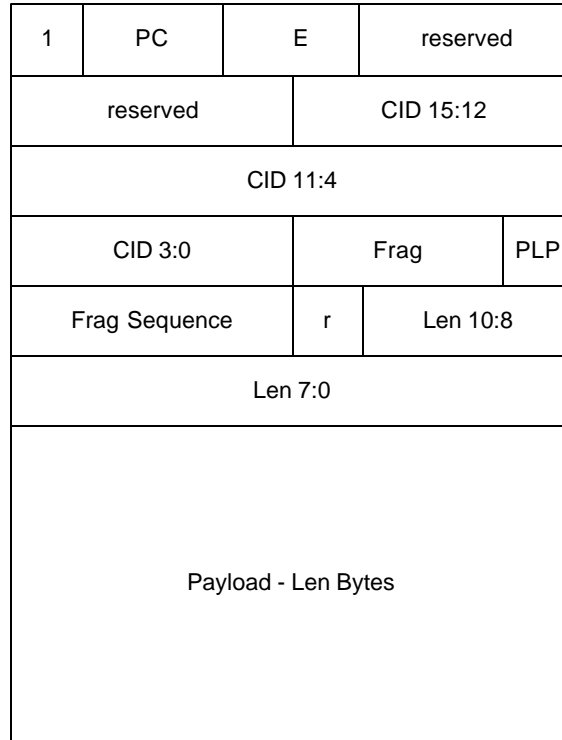 1 PC E reserved
reserved CID 15:12
CID 11:4
CID 3:0 Frag PLP
Frag Sequence r Len 10:8
Len 7:0
Payload - Len Bytes